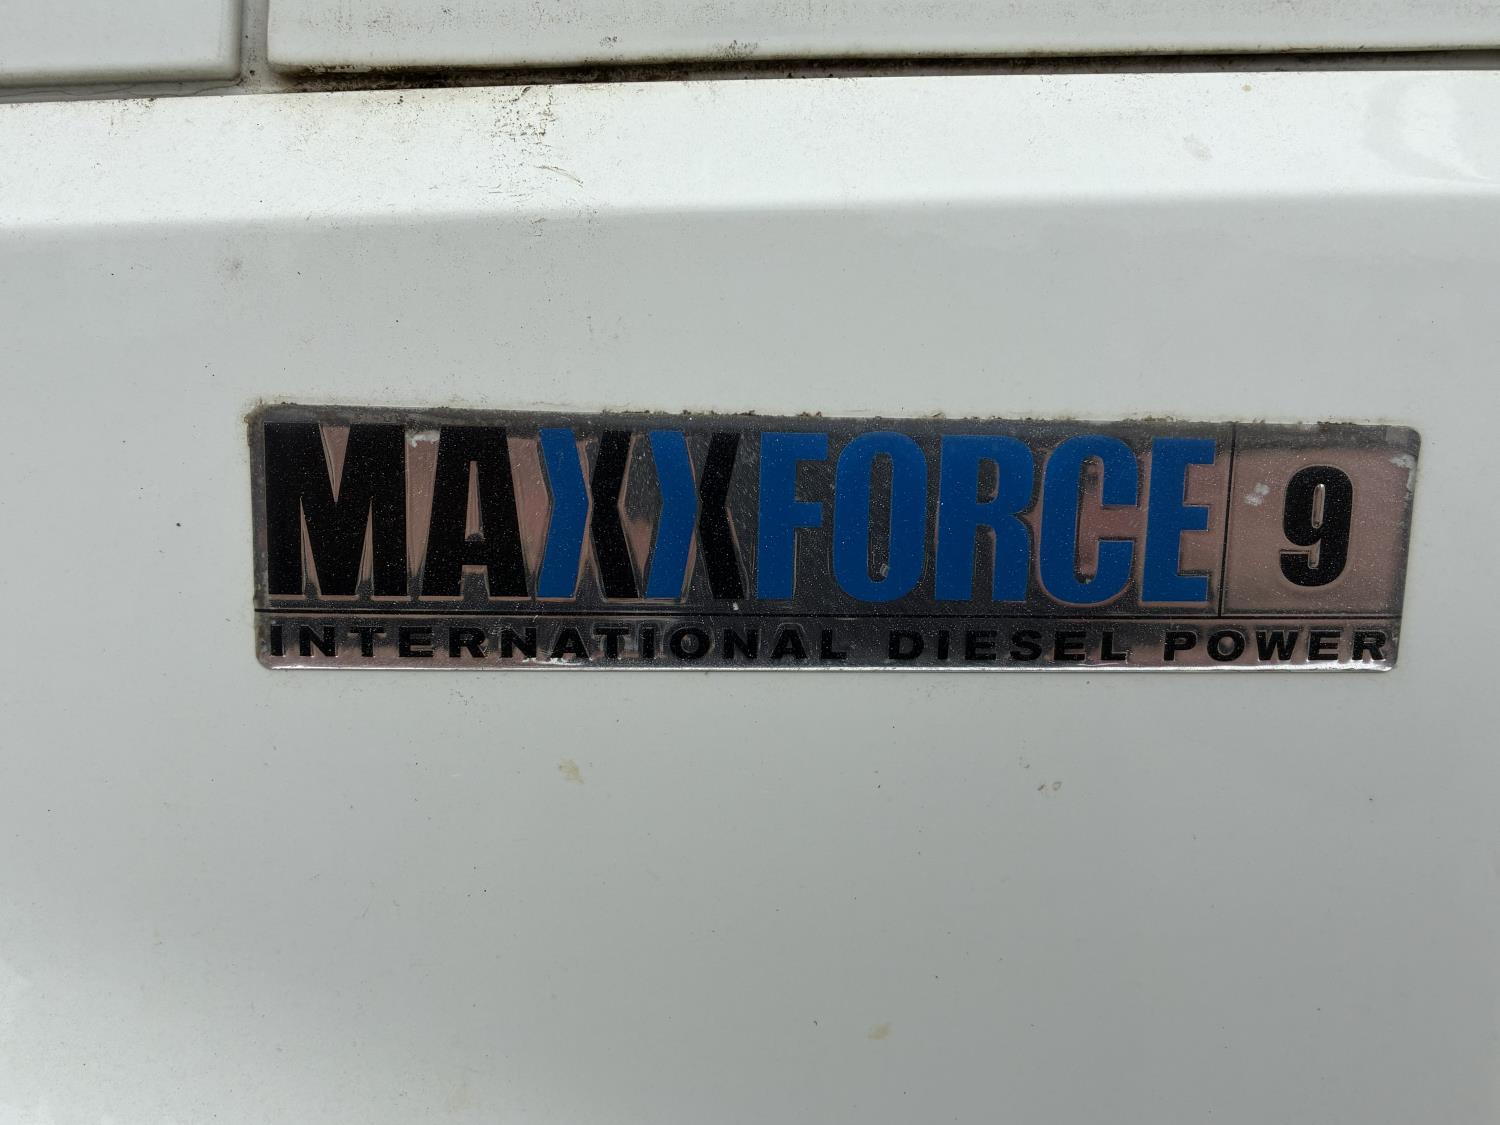 MAXXFORCE 9
INTERNATIONAL DIESEL POWER